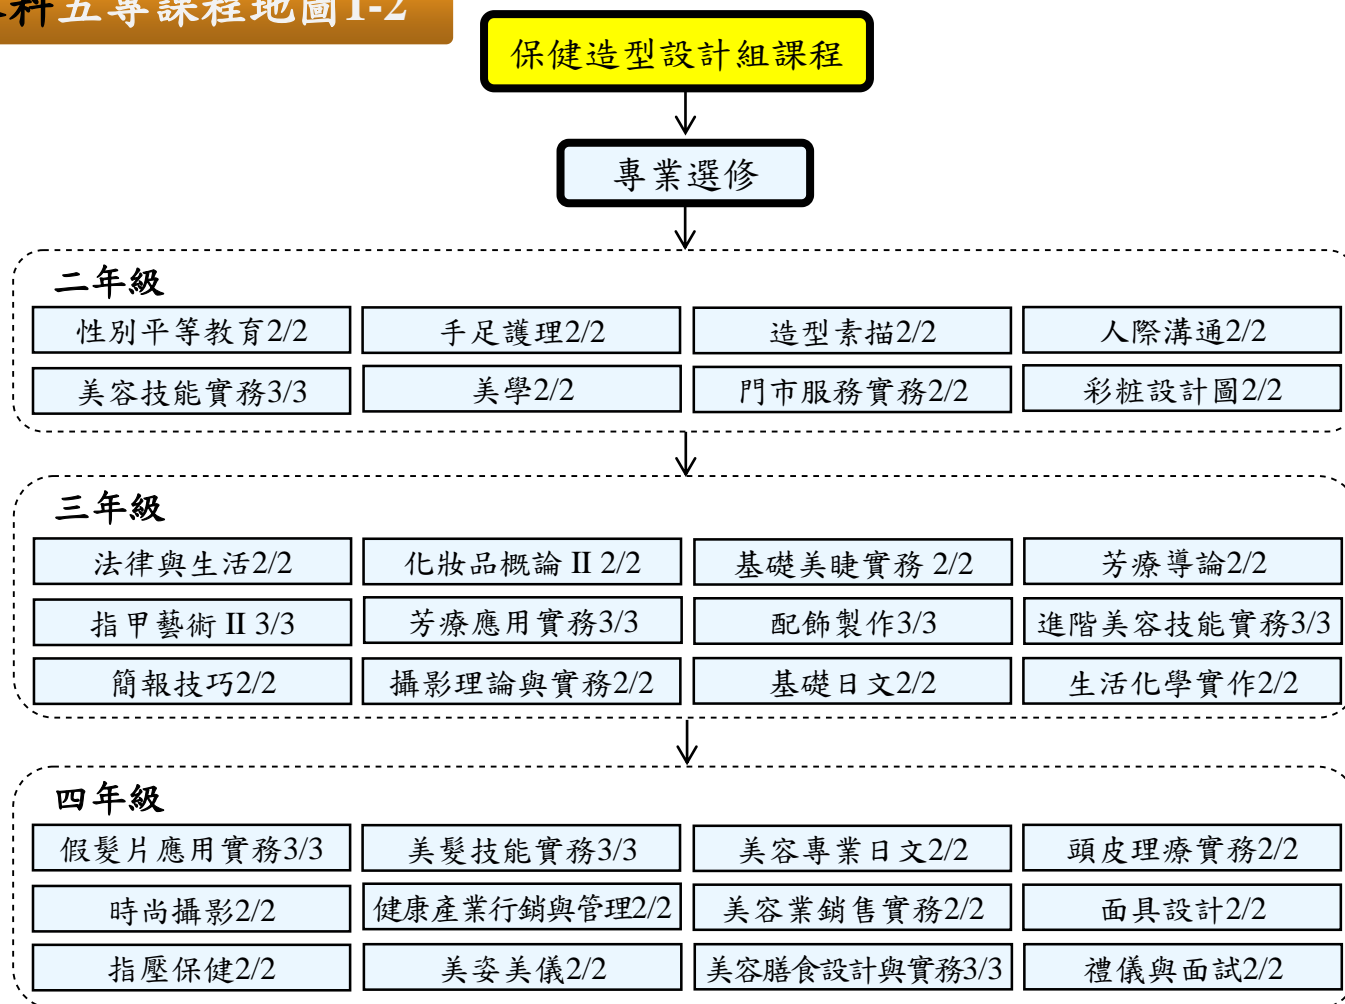 科五專課程地圖1-2
保健造型設計組課程
專業選修
二年級
性別平等教育2/2 手足護理2/2 造型素描2/2 人際溝通2/2
美容技能實務3/3 美學2/2 門市服務實務2/2 彩粧設計圖2/2
三年級
法律與生活2/2 化妝品概論 II 2/2 基礎美睫實務 2/2 芳療導論2/2
指甲藝術 II 3/3 芳療應用實務3/3 配飾製作3/3 進階美容技能實務3/3
簡報技巧2/2 攝影理論與實務2/2 基礎日文2/2 生活化學實作2/2
四年級
假髮片應用實務3/3 美髮技能實務3/3 美容專業日文2/2 頭皮理療實務2/2
時尚攝影2/2 健康產業行銷與管理2/2 美容業銷售實務2/2 面具設計2/2
指壓保健2/2 美姿美儀2/2 美容膳食設計與實務3/3 禮儀與面試2/2